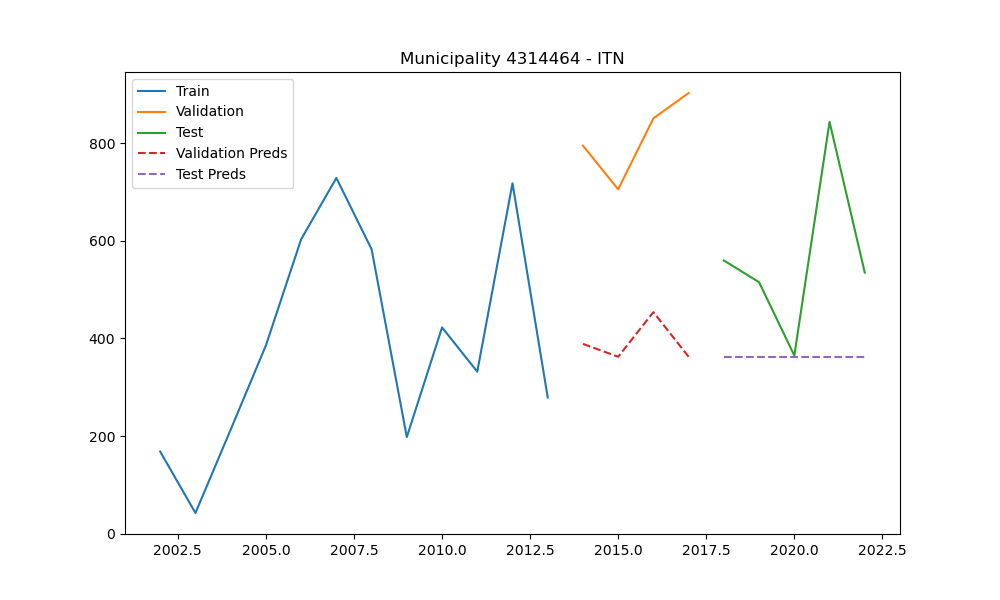 Municipality 4314464 - ITN
Train
Validation
Test
Validation Preds
Test Preds
800
600
400
200
0
2002.5 2005.0 2007.5 2010.0 2012.5 2015.0 2017.5 2020.0 2022.5